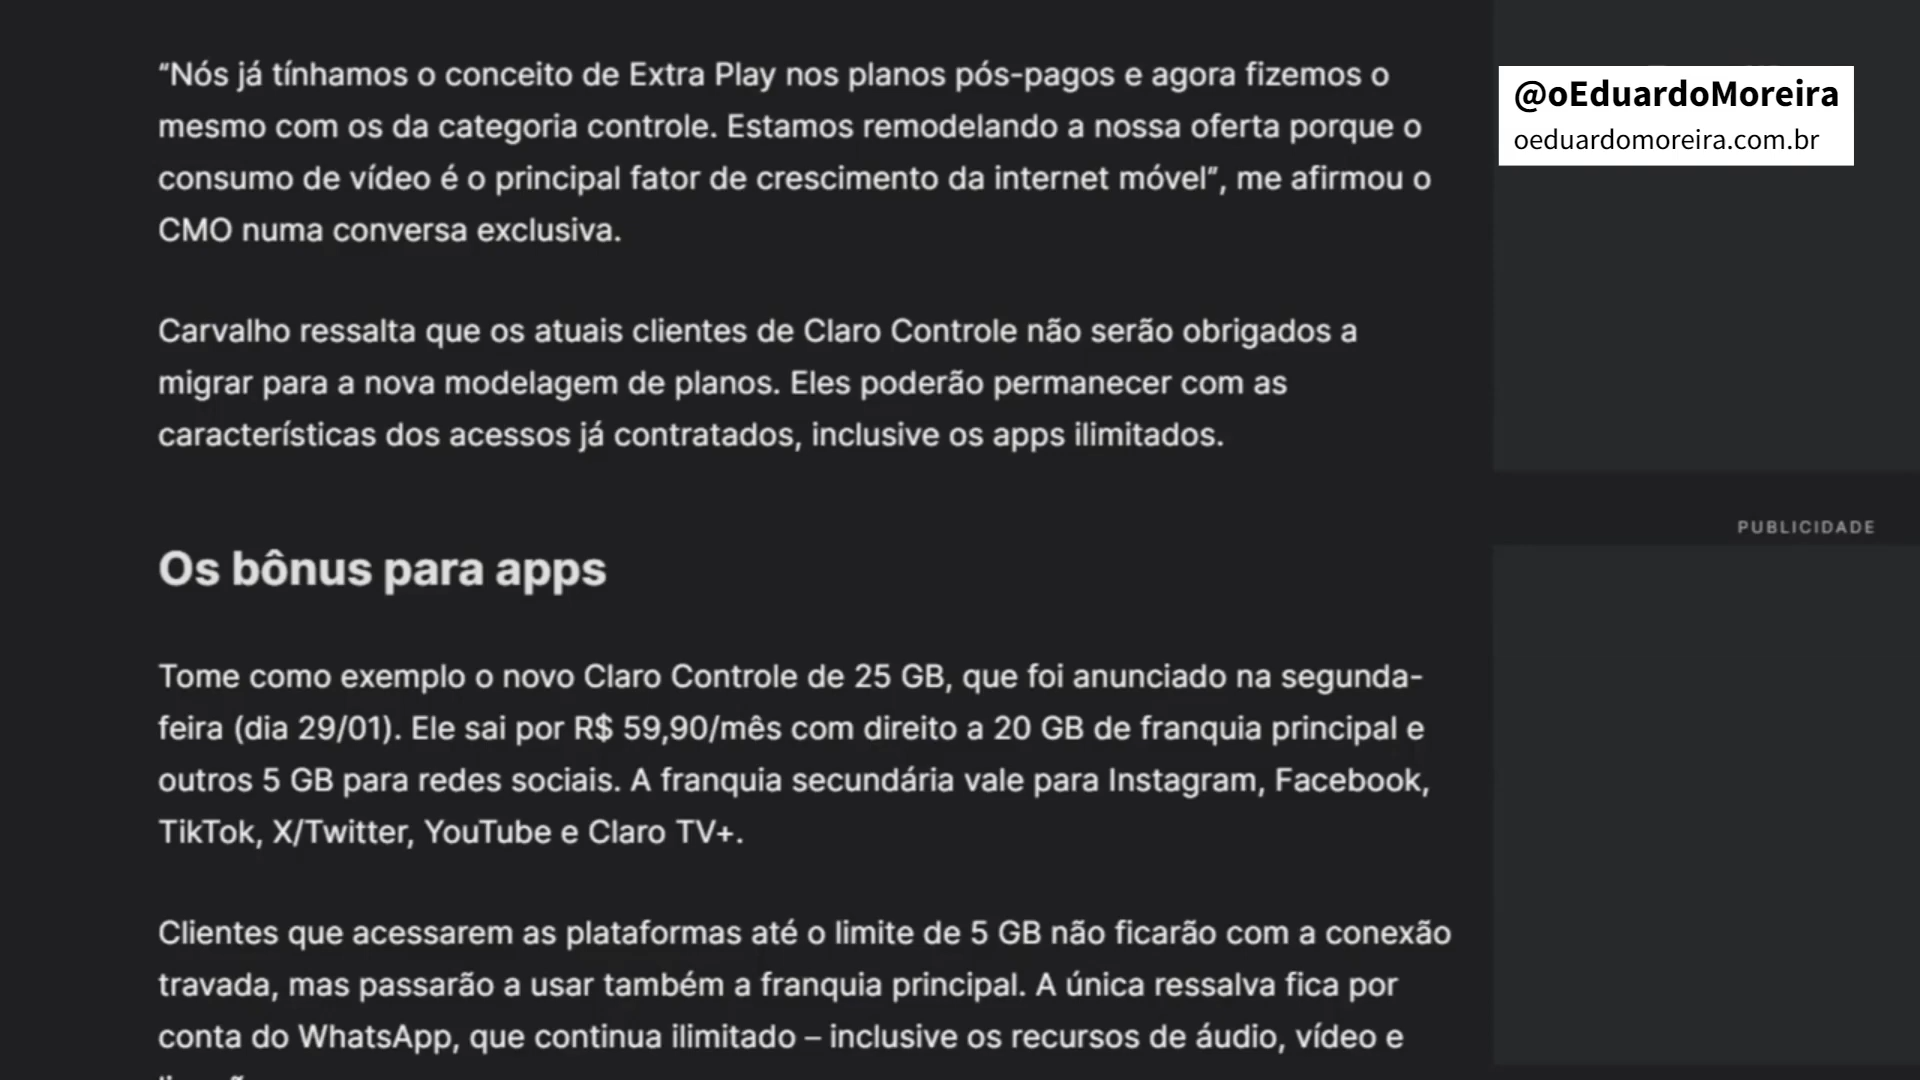 “Nós já tínhamos o conceito de Extra Play nos planos pós-pagos e agora fizemos o
mesmo com os da categoria controle. Estamos remodelando a nossa oferta porque o
consumo de vídeo é o principal fator de crescimento da internet móvel”, me afirmou o
CMO numa conversa exclusiva.
@oEduardoMoreira
oeduardomoreira.com.br
Carvalho ressalta que os atuais clientes de Claro Controle não serão obrigados a
migrar para a nova modelagem de planos. Eles poderão permanecer com as
características dos acessos já contratados, inclusive os apps ilimitados.
PUBLICIDADE
Os bônus para apps
Tome como exemplo o novo Claro Controle de 25 GB, que foi anunciado na segunda-
feira (dia 29/01). Ele sai por R$ 59,90/mês com direito a 20 GB de franquia principal e
outros 5 GB para redes sociais. A franquia secundária vale para Instagram, Facebook,
TikTok, X/Twitter, YouTube e Claro TV+.
Clientes que acessarem as plataformas até o limite de 5 GB não ficarão com a conexão
travada, mas passarão a usar também a franquia principal. A única ressalva fica por
conta do WhatsApp, que continua ilimitado – inclusive os recursos de áudio, vídeo e